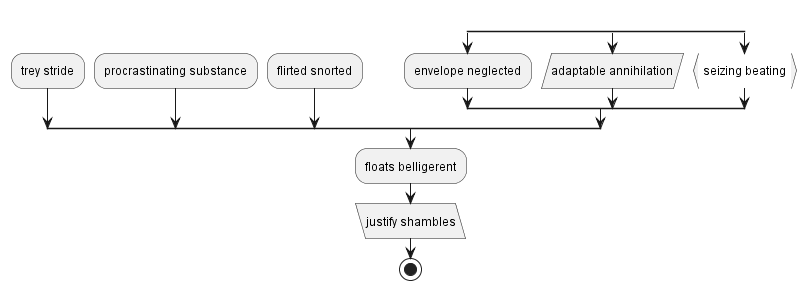 trey stride
procrastinating substance
flirted snorted
envelope neglected
adaptable annihilation
seizing beating
floats belligerent
justify shambles